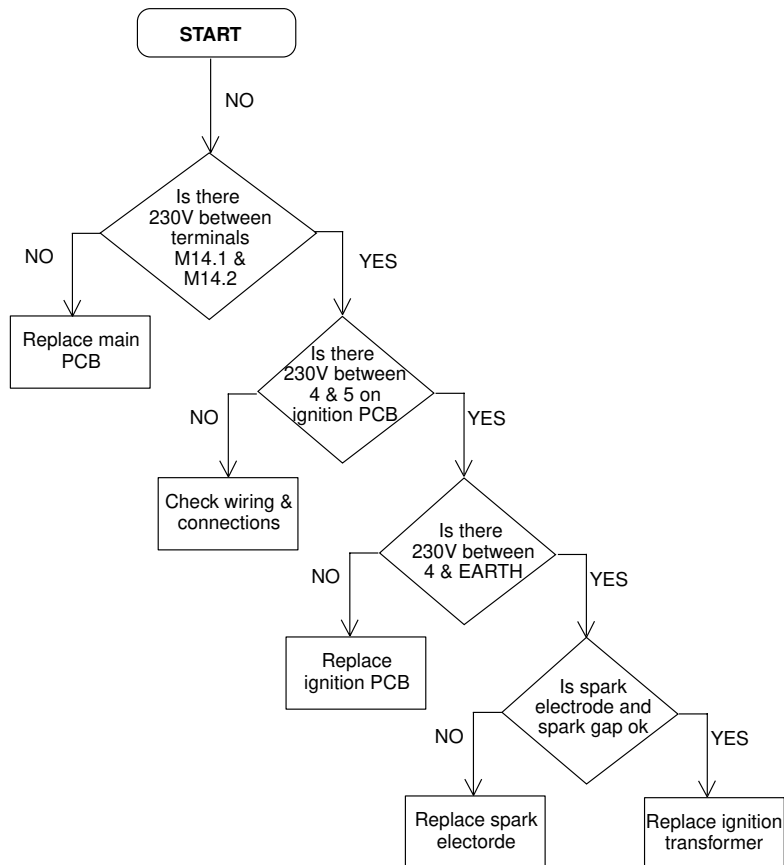 START
NO
Is there
230V between
terminals
M14.1 &
M14.2
NO
YES
Replace main
PCB
Is there
230V between
4 & 5 on
ignition PCB
NO
YES
Check wiring &
connections
Is there
230V between
4 & EARTH
NO
YES
Replace
ignition PCB
Is spark
electrode and
spark gap ok
NO
YES
Replace spark
electorde
Replace ignition
transformer